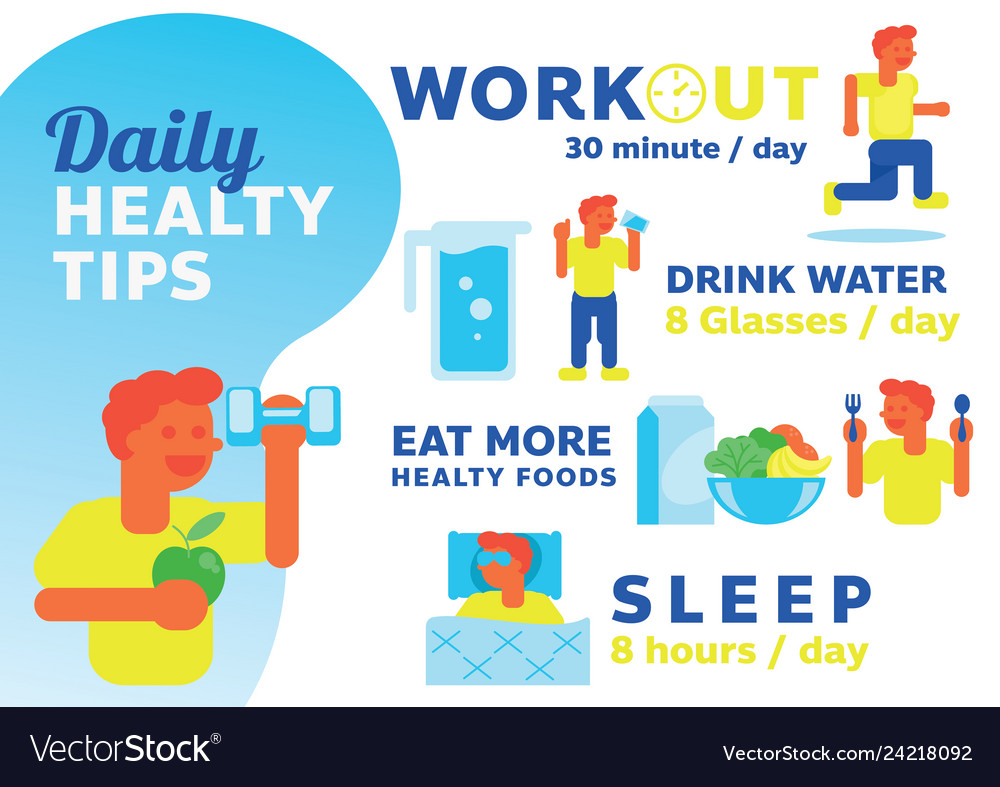 Daily
HEALTY
TIPS
WORKOUT
30 minute / day
DRINK WATER
8 Glasses / day
EAT MORE
HEALTY FOODS
SLEEP
8 hours / day
VectorStock®
VectorStock.com/24218092